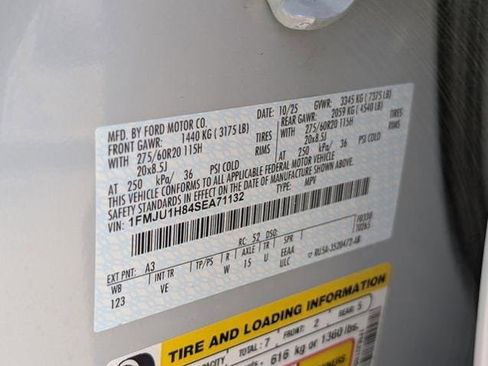 MFD. BY FORD MOTOR CO.
DATE: 10/25 GVWR: 3345 KG (7375 LB)
FRONT GAWR: 1440 KG (3175 LB) REAR GAWR: 2059 KG (4540 LB)
WITH 275/60R20 115H TIRES WITH 275/60R20 115H TIRES
20x8.5J RIMS 20x8.5J RIMS
AT 250 kPa/ 36 PSI COLD AT 250 kPa/ 36 PSI COLD
THIS VEHICLE CONFORMS TO ALL APPLICABLE FEDERAL MOTOR VEHICLE
SAFETY STANDARDS IN EFFECT ON THE DATE OF MANUFACTURE SHOWN ABOVE.
VIN: 1FMJU1H84SEA71132 TYPE: MPV
EXT PNT: A3 RC: 52 DSO:
WB INT TR TP/PS R AXLE TR SPR
123 VE W 15 U EEAA
ULC
TIRE AND LOADING INFORMATION
TOTAL: 7 FRONT: 2 REAR: 5
616 kg or 1360 lbs.